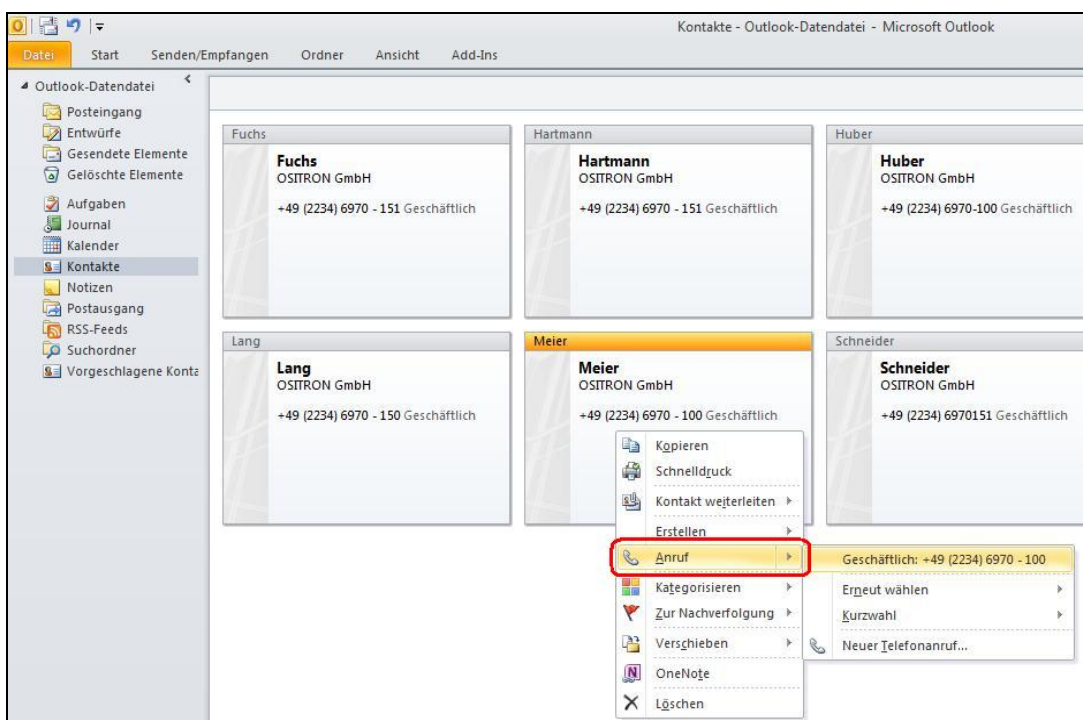 Kontakte - Outlook-Datendatei - Microsoft Outlook
Datei Start Senden/Empfangen Ordner Ansicht Add-Ins
Outlook-Datendatei
Posteingang
Entwürfe
Gesendete Elemente
Gelöschte Elemente
Aufgaben
Journal
Kalender
Kontakte
Notizen
Postausgang
RSS-Feeds
Suchordner
Vorgeschlagene Konta
Fuchs
Fuchs
OSITRON GmbH
+49 (2234) 6970 - 151 Geschäftlich
Hartmann
Hartmann
OSITRON GmbH
+49 (2234) 6970 - 151 Geschäftlich
Huber
Huber
OSITRON GmbH
+49 (2234) 6970-100 Geschäftlich
Lang
Lang
OSITRON GmbH
+49 (2234) 6970 - 150 Geschäftlich
Meier
Meier
OSITRON GmbH
+49 (2234) 6970 - 100 Geschäftlich
Schneider
Schneider
OSITRON GmbH
+49 (2234) 6970151 Geschäftlich
Kopieren
Schnelldruck
Kontakt weiterleiten
Erstellen
Anruf
Kategorisieren
Zur Nachverfolgung
Verschieben
OneNote
Löschen
Geschäftlich: +49 (2234) 6970 - 100
Erneut wählen
Kurzwahl
Neuer Telefonanruf...